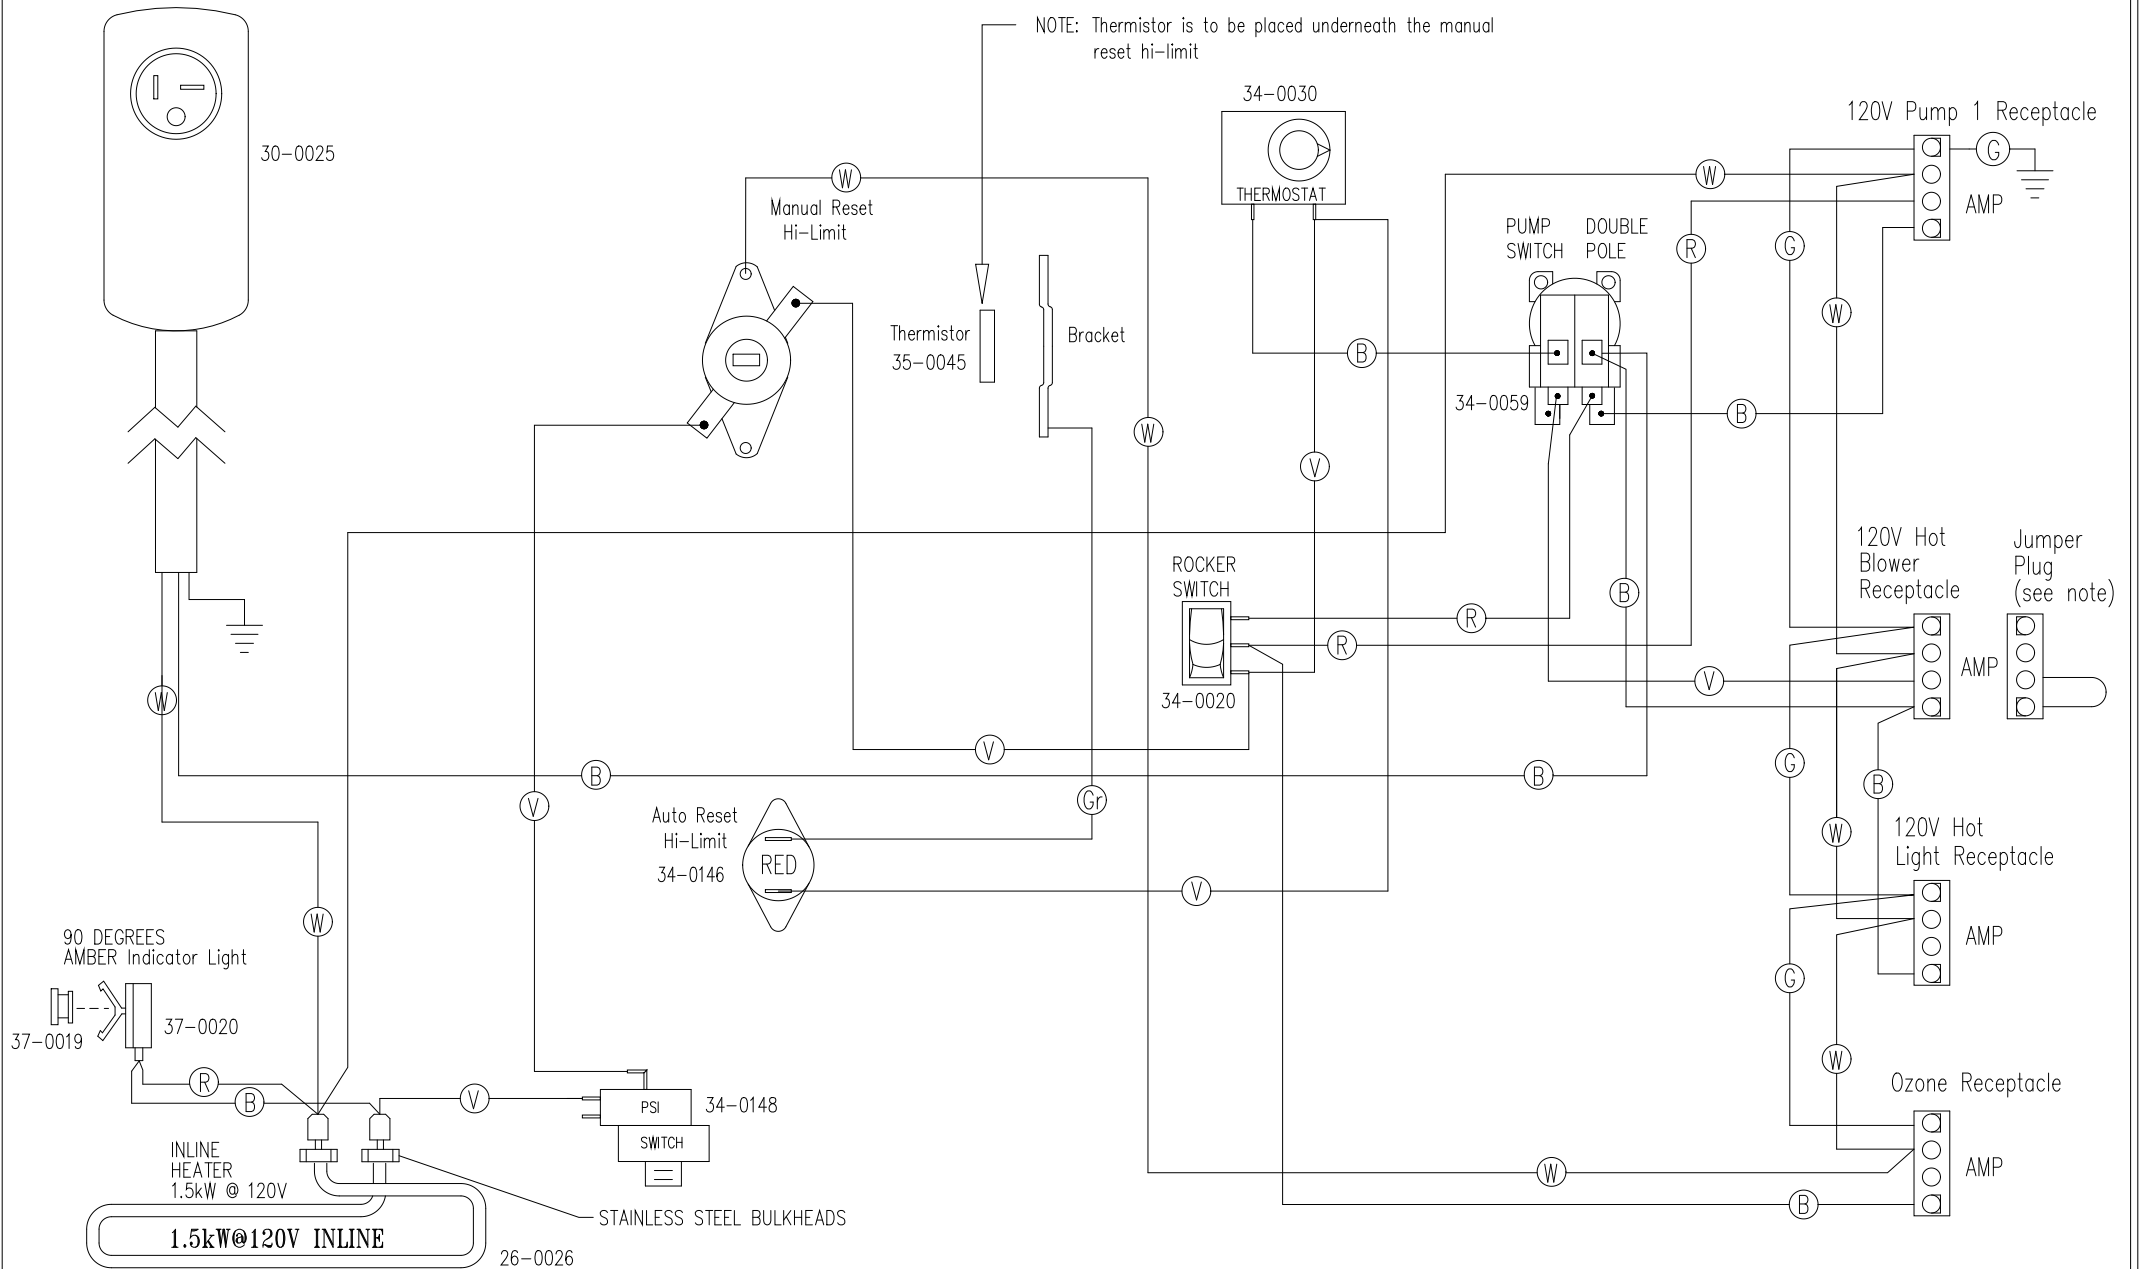 NOTE: Thermistor is to be placed underneath the manual
reset hi-limit
30-0025
34-0030
THERMOSTAT
120V Pump 1 Receptacle
G
AMP
W
Manual Reset
Hi-Limit
W
PUMP
SWITCH
DOUBLE
POLE
R
G
W
Thermistor
35-0045
Bracket
B
34-0059
B
W
V
120V Hot
Blower
Receptacle
Jumper
Plug
(see note)
ROCKER
SWITCH
B
R
R
34-0020
AMP
V
W
V
B
B
G
B
V
Gr
Auto Reset
Hi-Limit
34-0146
RED
V
W
120V Hot
Light Receptacle
AMP
W
90 DEGREES
AMBER Indicator Light
37-0019
37-0020
G
R
B
V
PSI
SWITCH
34-0148
W
Ozone Receptacle
AMP
INLINE
HEATER
1.5kW @ 120V
W
B
STAINLESS STEEL BULKHEADS
1.5kW@120V INLINE
26-0026